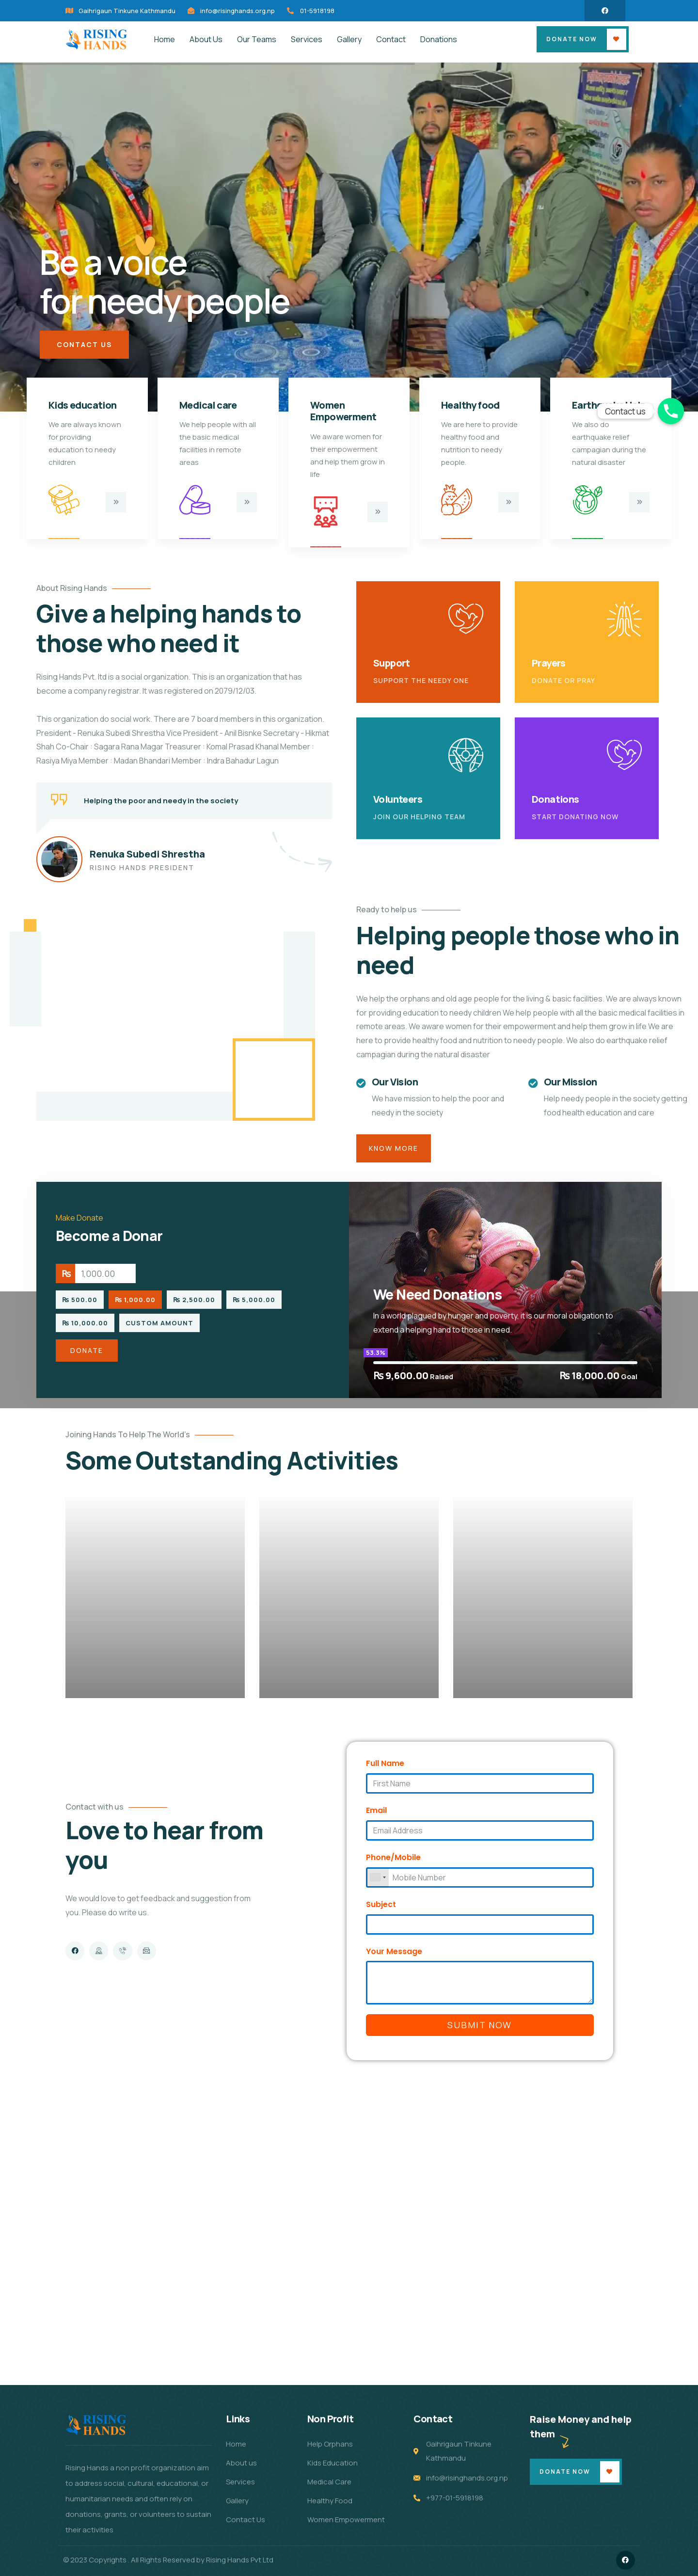 Gaihrigaun Tinkune Kathmandu
info@risinghands.org.np
01-5918198
RISING
HANDS
Home
About Us
Our Teams
Services
Gallery
Contact
Donations
DONATE NOW
Be a voice
for needy people
CONTACT US
Kids education
We are always known
for providing
education to needy
children
Medical care
We help people with all
the basic medical
facilities in remote
areas
Women
Empowerment
We aware women for
their empowerment
and help them grow in
life
Healthy food
We are here to provide
healthy food and
nutrition to needy
people.
We also do
earthquake relief
campagian during the
natural disaster
Contact us
About Rising Hands
Give a helping hands to
those who need it
Rising Hands Pvt. ltd is a social organization. This is an organization that has
become a company registrar. It was registered on 2079/12/03.
This organization do social work. There are 7 board members in this organization.
President - Renuka Subedi Shrestha Vice President - Anil Bisnke Secretary - Hikmat
Shah Co-Chair : Sagara Rana Magar Treasurer : Komal Prasad Khanal Member :
Rasiya Miya Member : Madan Bhandari Member : Indra Bahadur Lagun
Helping the poor and needy in the society
Renuka Subedi Shrestha
RISING HANDS PRESIDENT
Support
SUPPORT THE NEEDY ONE
Prayers
DONATE OR PRAY
Volunteers
JOIN OUR HELPING TEAM
Donations
START DONATING NOW
Ready to help us
Helping people those who in
need
We help the orphans and old age people for the living & basic facilities. We are always known
for providing education to needy children We help people with all the basic medical facilities in
remote areas. We aware women for their empowerment and help them grow in life We are
here to provide healthy food and nutrition to needy people. We also do earthquake relief
campagian during the natural disaster
Our Vision
We have mission to help the poor and
needy in the society
Our Mission
Help needy people in the society getting
food health education and care
KNOW MORE
Make Donate
Become a Donar
₨ 1,000.00
₨ 500.00
₨ 1,000.00
₨ 2,500.00
₨ 5,000.00
₨ 10,000.00
CUSTOM AMOUNT
DONATE
We Need Donations
In a world plagued by hunger and poverty, it is our moral obligation to
extend a helping hand to those in need.
53.3%
₨ 9,600.00 Raised
₨ 18,000.00 Goal
Joining Hands To Help The World's
Some Outstanding Activities
Contact with us
Love to hear from
you
We would love to get feedback and suggestion from
you. Please do write us.
Full Name
First Name
Email
Email Address
Phone/Mobile
Mobile Number
Subject
Your Message
SUBMIT NOW
RISING
HANDS
Rising Hands a non profit organization aim
to address social, cultural, educational, or
humanitarian needs and often rely on
donations, grants, or volunteers to sustain
their activities
Links
Home
About us
Services
Gallery
Contact Us
Non Profit
Help Orphans
Kids Education
Medical Care
Healthy Food
Women Empowerment
Contact
Gaihrigaun Tinkune
Kathmandu
info@risinghands.org.np
+977-01-5918198
Raise Money and help
them
DONATE NOW
© 2023 Copyrights . All Rights Reserved by Rising Hands Pvt Ltd.